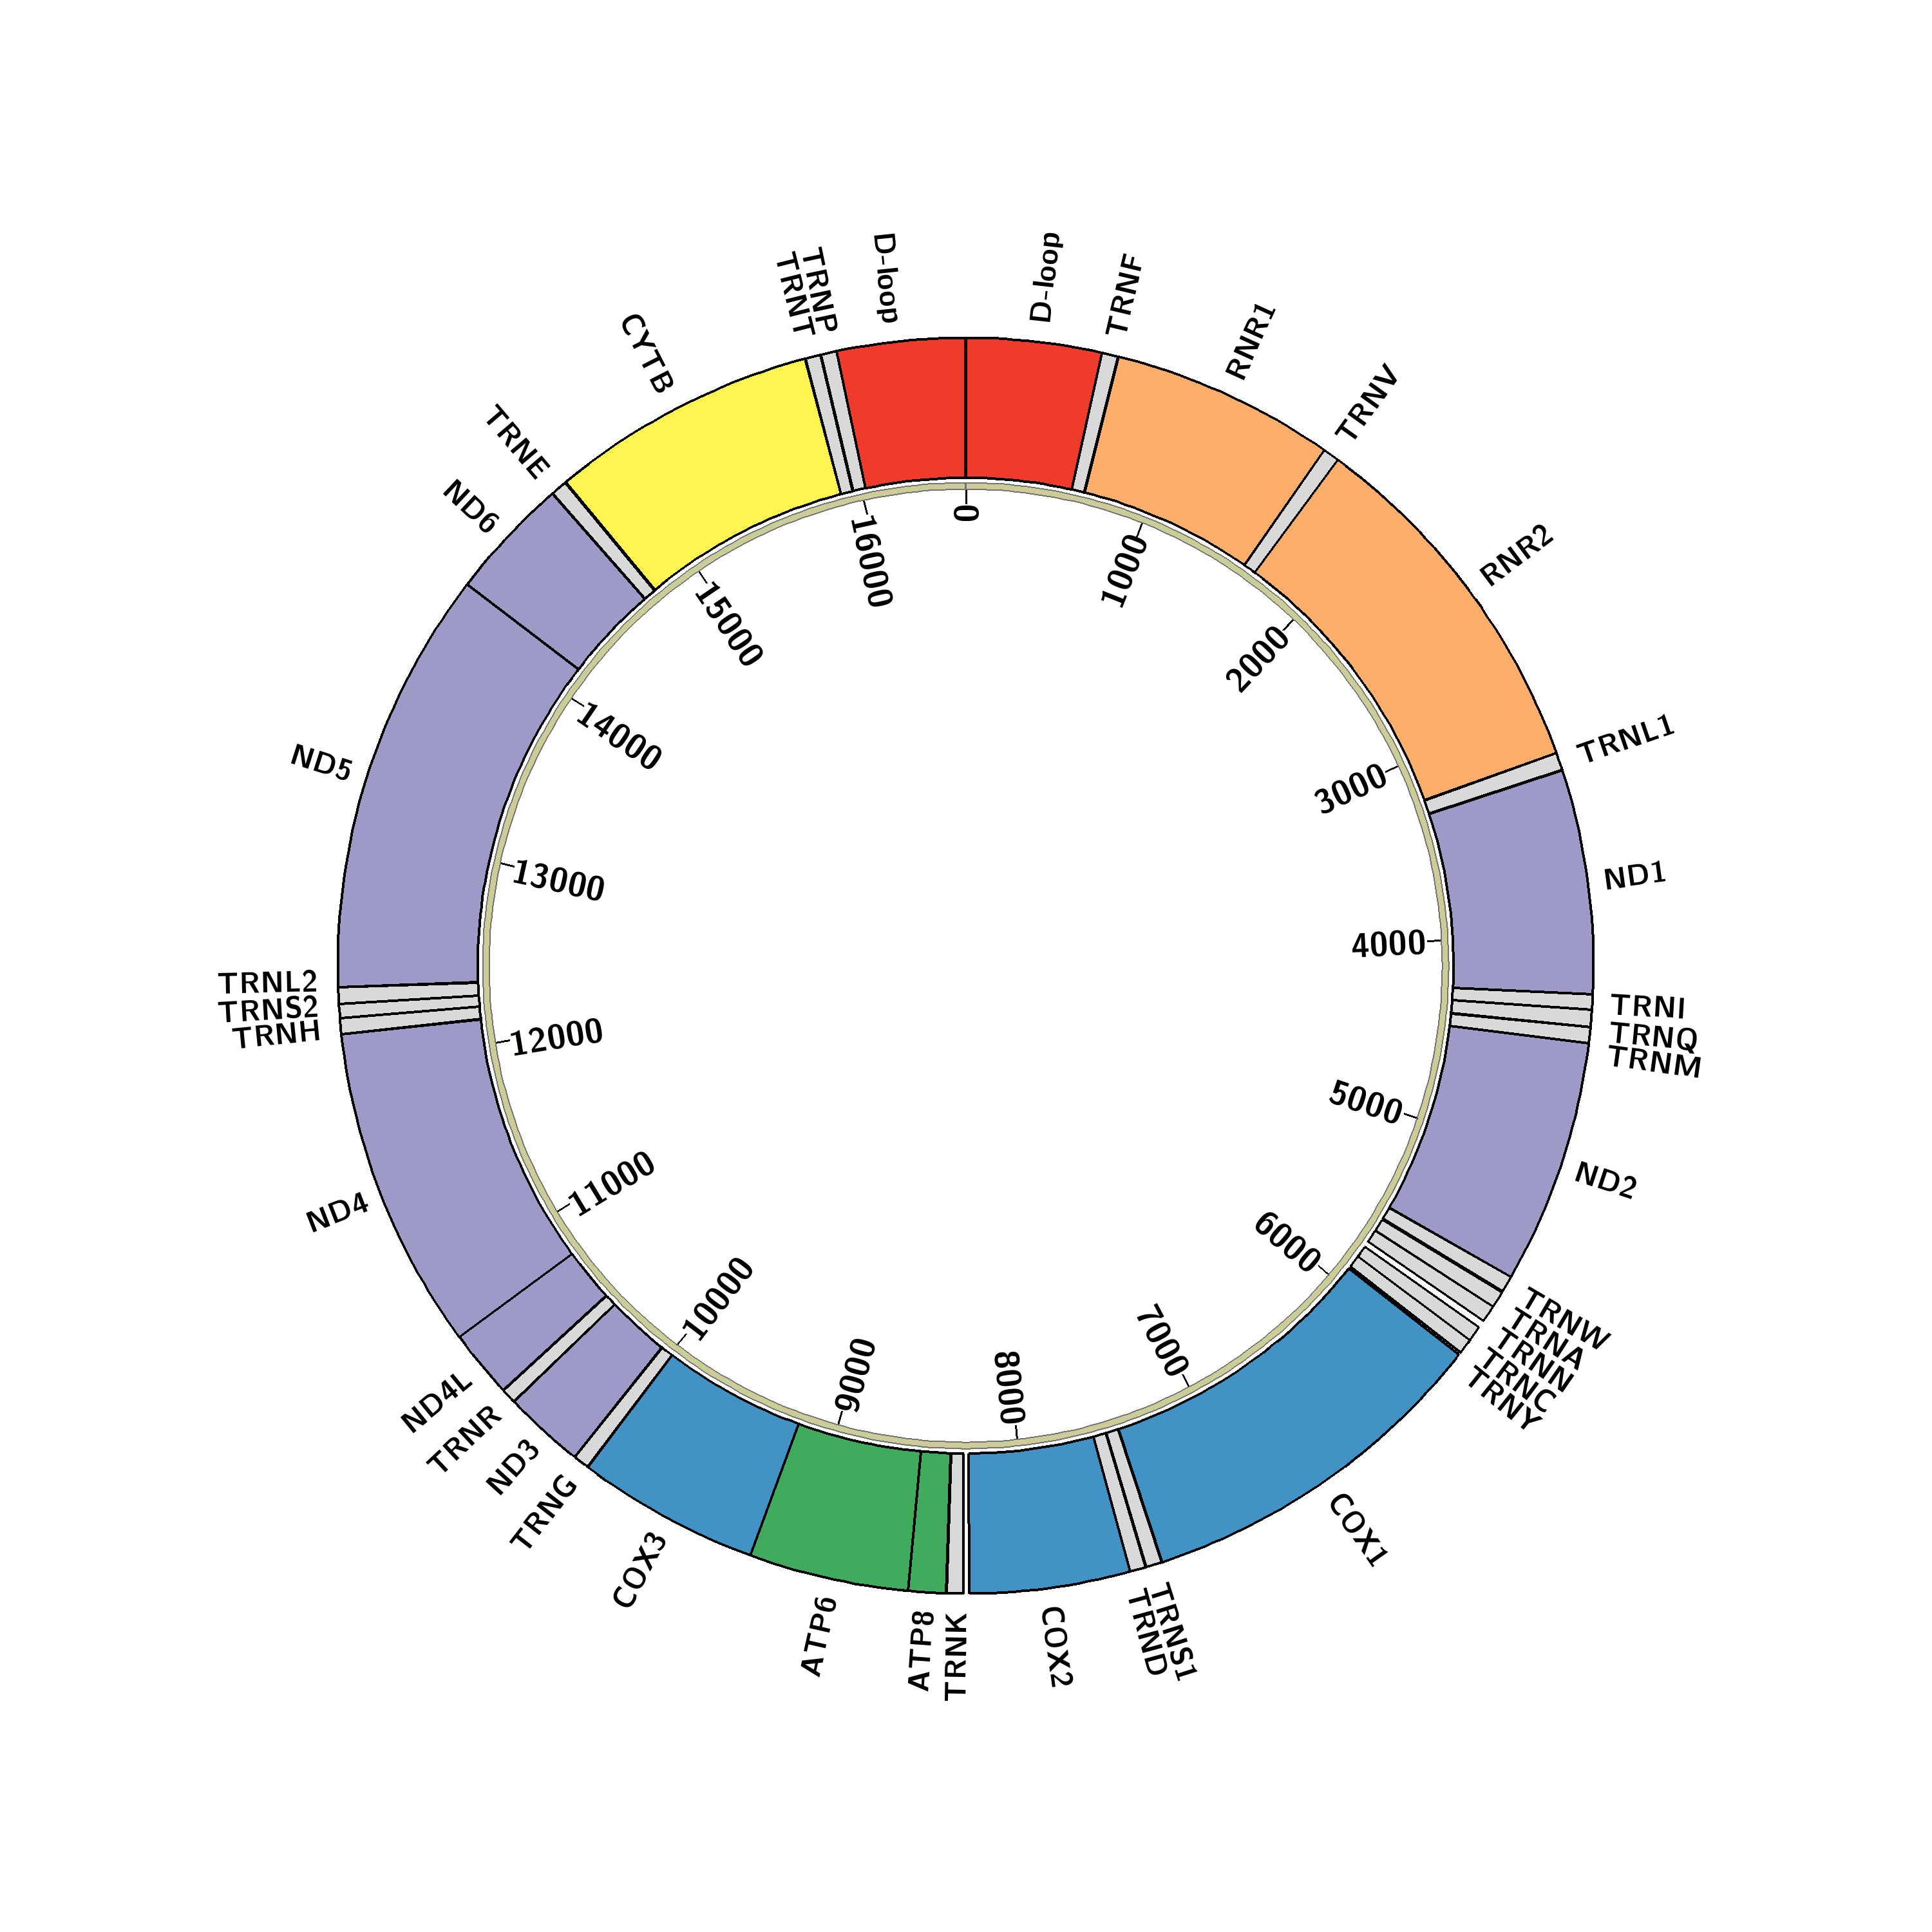 D-loop
TRNF
RNR1
TRNV
RNR2
TRNL1
ND1
TRNI
TRNQ
TRNM
ND2
TRNW
TRNA
TRNN
TRNC
TRNY
COX1
TRNS1
TRND
COX2
TRNK
ATP8
ATP6
COX3
TRNG
ND3
TRNR
ND4L
ND4
TRNH
TRNS2
TRNL2
ND5
ND6
TRNE
CYTB
TRNT
TRNP
D-loop
0
1000
2000
3000
4000
5000
6000
7000
8000
9000
10000
11000
12000
13000
14000
15000
16000